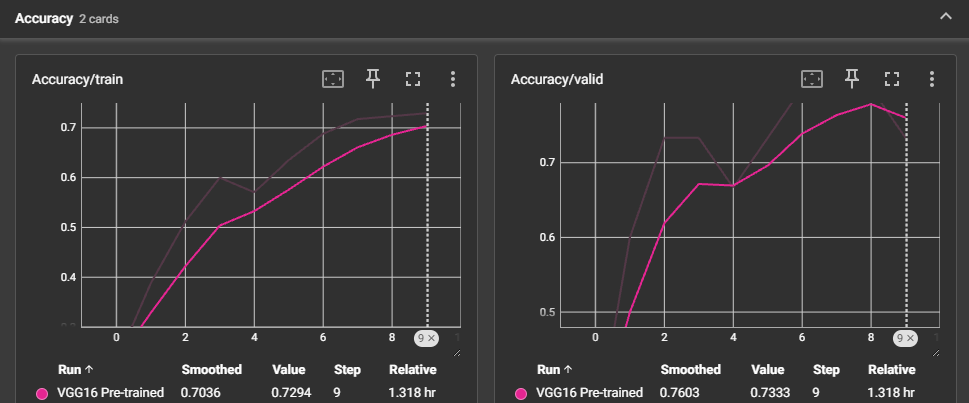 Accuracy 2 cards
Accuracy/train
0.7
0.6
0.5
0.4
0 2 4 6 8 9 ×
Run ↑ Smoothed Value Step Relative
VGG16 Pre-trained 0.7036 0.7294 9 1.318 hr
Accuracy/valid
0.7
0.6
0.5
0 2 4 6 8 9 ×
Run ↑ Smoothed Value Step Relative
VGG16 Pre-trained 0.7603 0.7333 9 1.318 hr